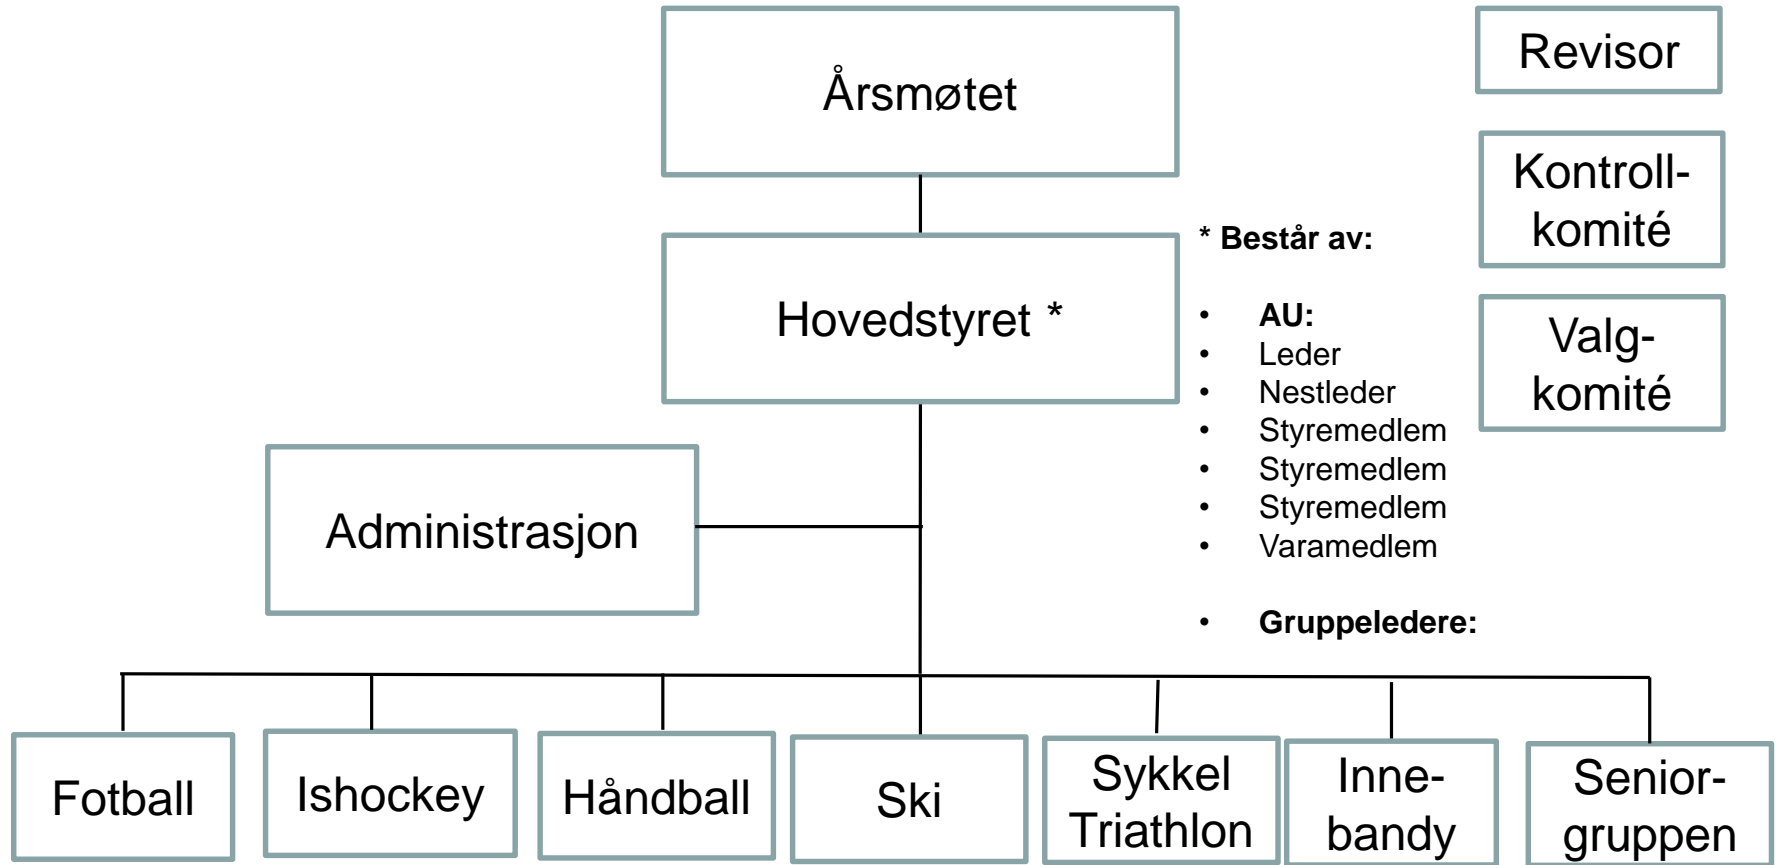 Årsmøtet
Revisor
Kontroll-
komité
Valg-
komité
Hovedstyret *
* Består av:
• AU:
• Leder
• Nestleder
• Styremedlem
• Styremedlem
• Styremedlem
• Varamedlem
• Gruppeledere:
Administrasjon
Fotball
Ishockey
Håndball
Ski
Sykkel
Triathlon
Inne-
bandy
Senior-
gruppen